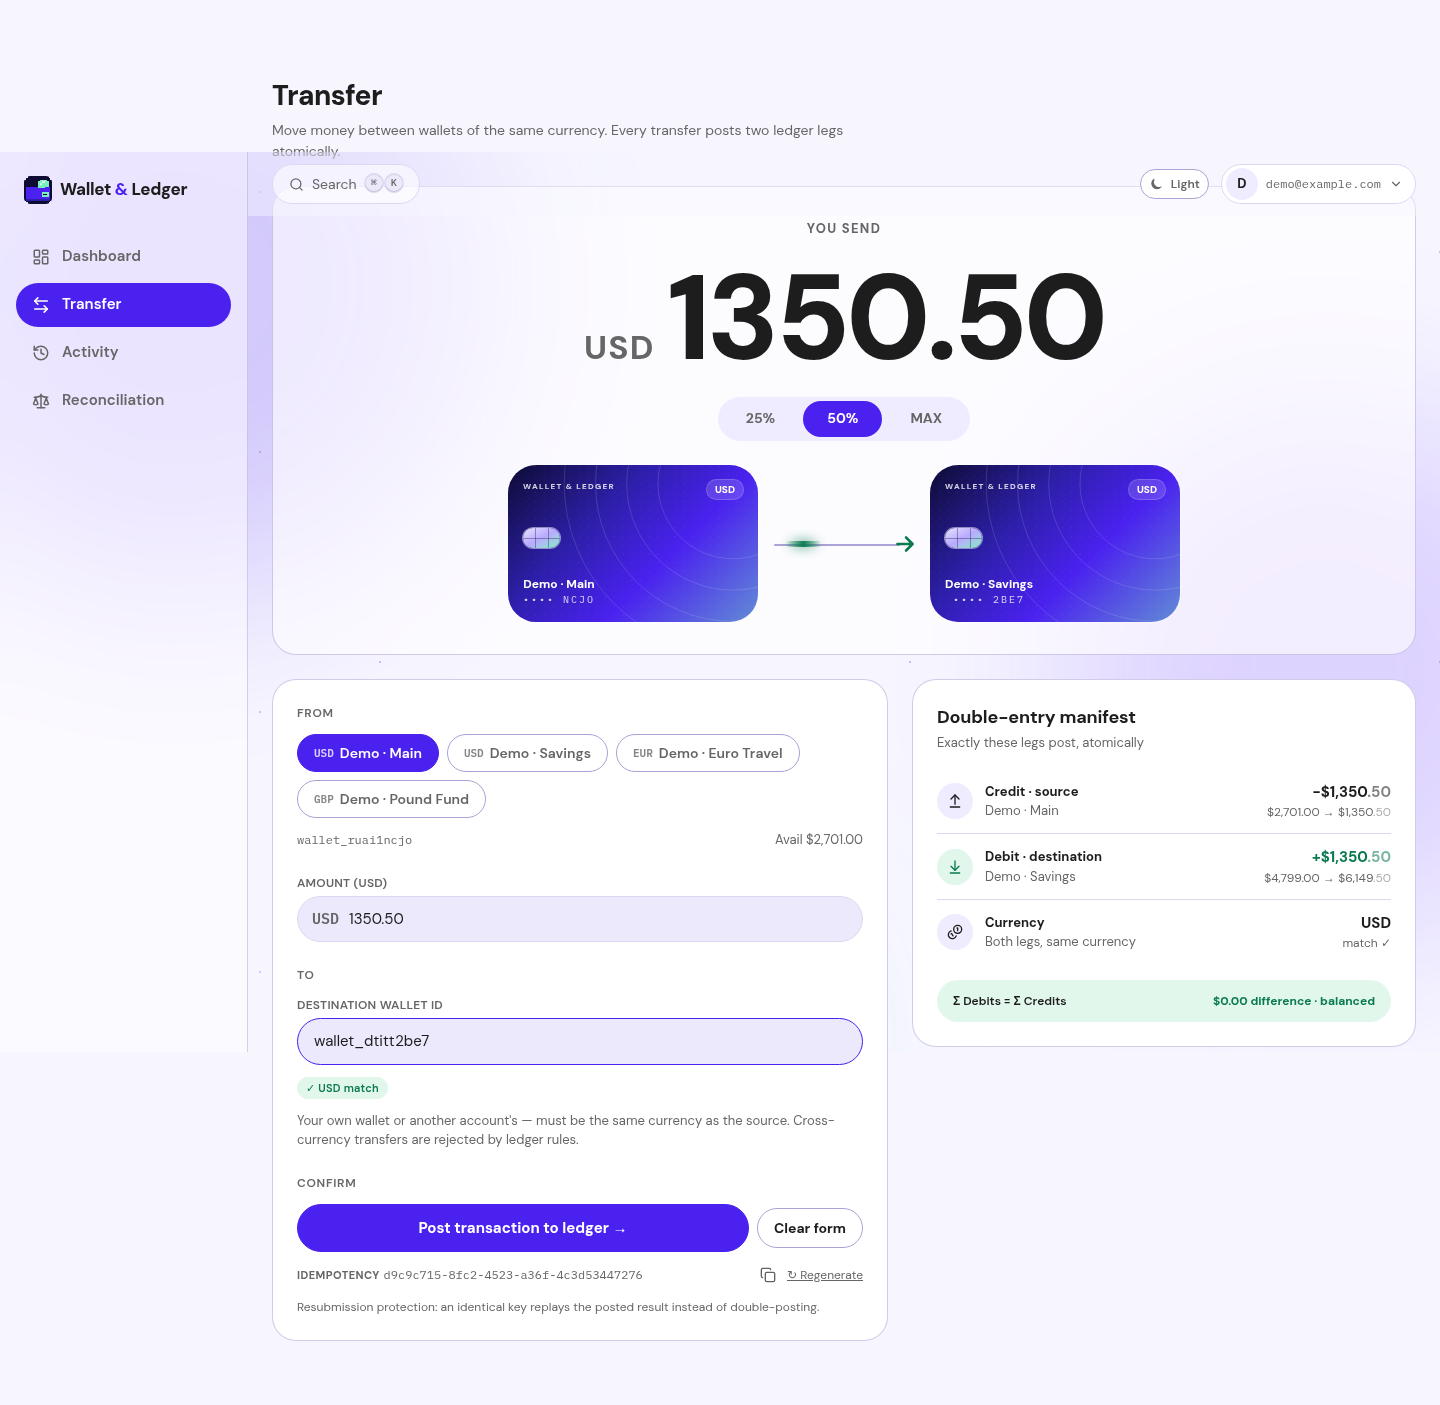 Transfer
Move money between wallets of the same currency. Every transfer posts two ledger legs
atomically.
Wallet & Ledger
Search ⌘ K
Light
D demo@example.com
Dashboard
Transfer
Activity
Reconciliation
YOU SEND
USD 1350.50
25% 50% MAX
WALLET & LEDGER USD
Demo · Main
•••• NCJO
WALLET & LEDGER USD
Demo · Savings
•••• 2BE7
FROM
USD Demo · Main
USD Demo · Savings
EUR Demo · Euro Travel
GBP Demo · Pound Fund
wallet_ruai1ncjo Avail $2,701.00
AMOUNT (USD)
USD 1350.50
TO
DESTINATION WALLET ID
wallet_dtitt2be7
✓ USD match
Your own wallet or another account's — must be the same currency as the source. Cross-
currency transfers are rejected by ledger rules.
CONFIRM
Post transaction to ledger →
Clear form
IDEMPOTENCY d9c9c715-8fc2-4523-a36f-4c3d53447276
↻ Regenerate
Resubmission protection: an identical key replays the posted result instead of double-posting.
Double-entry manifest
Exactly these legs post, atomically
Credit · source -$1,350.50
Demo · Main $2,701.00 → $1,350.50
Debit · destination +$1,350.50
Demo · Savings $4,799.00 → $6,149.50
Currency USD
Both legs, same currency match ✓
Σ Debits = Σ Credits $0.00 difference · balanced